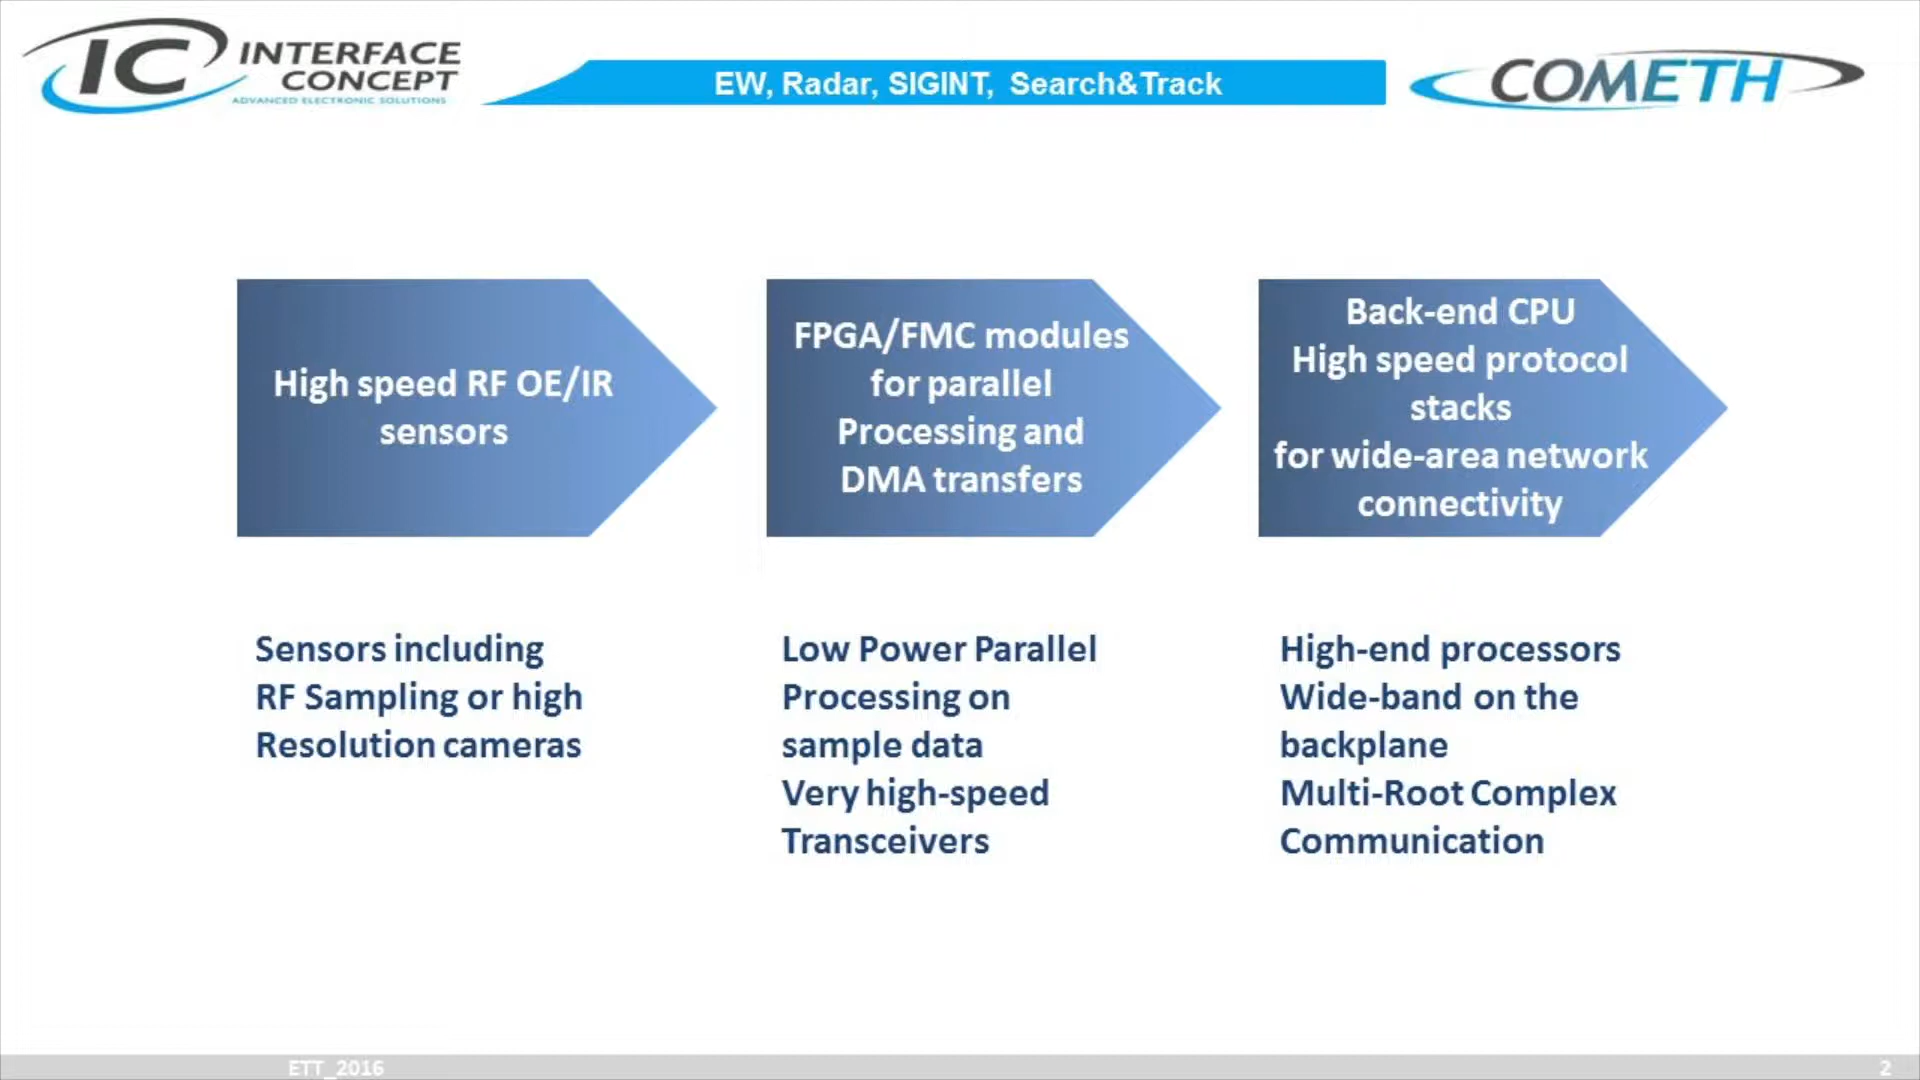 IC INTERFACE
CONCEPT
ADVANCED ELECTRONIC SOLUTIONS
EW, Radar, SIGINT, Search&Track
COMETH
High speed RF OE/IR
sensors
FPGA/FMC modules
for parallel
Processing and
DMA transfers
Back-end CPU
High speed protocol
stacks
for wide-area network
connectivity
Sensors including
RF Sampling or high
Resolution cameras
Low Power Parallel
Processing on
sample data
Very high-speed
Transceivers
High-end processors
Wide-band on the
backplane
Multi-Root Complex
Communication
ETT_2016
2